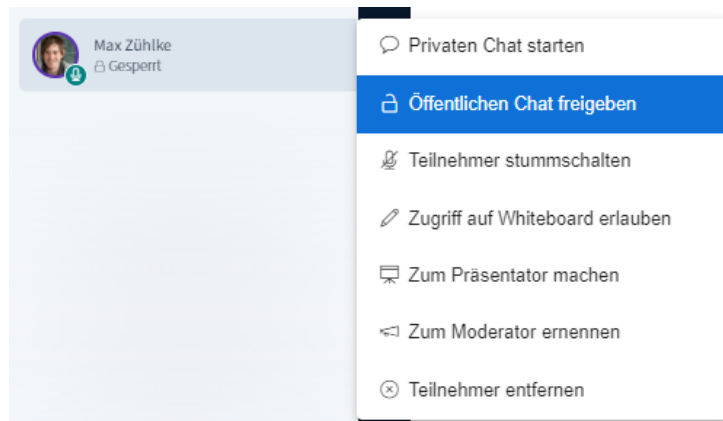 Max Zühlke
Gesperrt
Privaten Chat starten
Öffentlichen Chat freigeben
Teilnehmer stummschalten
Zugriff auf Whiteboard erlauben
Zum Präsentator machen
Zum Moderator ernennen
Teilnehmer entfernen